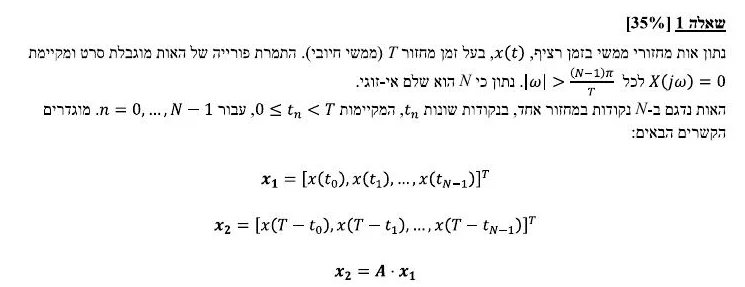 שאלה 1 [35%]
נתון אות מחזורי ממשי בזמן רציף, x(t), בעל זמן מחזור T (ממשי חיובי). התמרת פורייה של האות מוגבלת סרט ומקיימת
X(jω) = 0 לכל |ω| > (N−1)π/T. נתון כי N הוא שלם אי-זוגי.
האות נדגם ב-N נקודות במחזור אחד, בנקודות שונות tₙ, המקיימות 0 ≤ tₙ < T, עבור n = 0, … , N − 1. מוגדרים
הקשרים הבאים:
x₁ = [x(t₀), x(t₁), … , x(t_{N−1})]ᵀ
x₂ = [x(T − t₀), x(T − t₁), … , x(T − t_{N−1})]ᵀ
x₂ = A · x₁